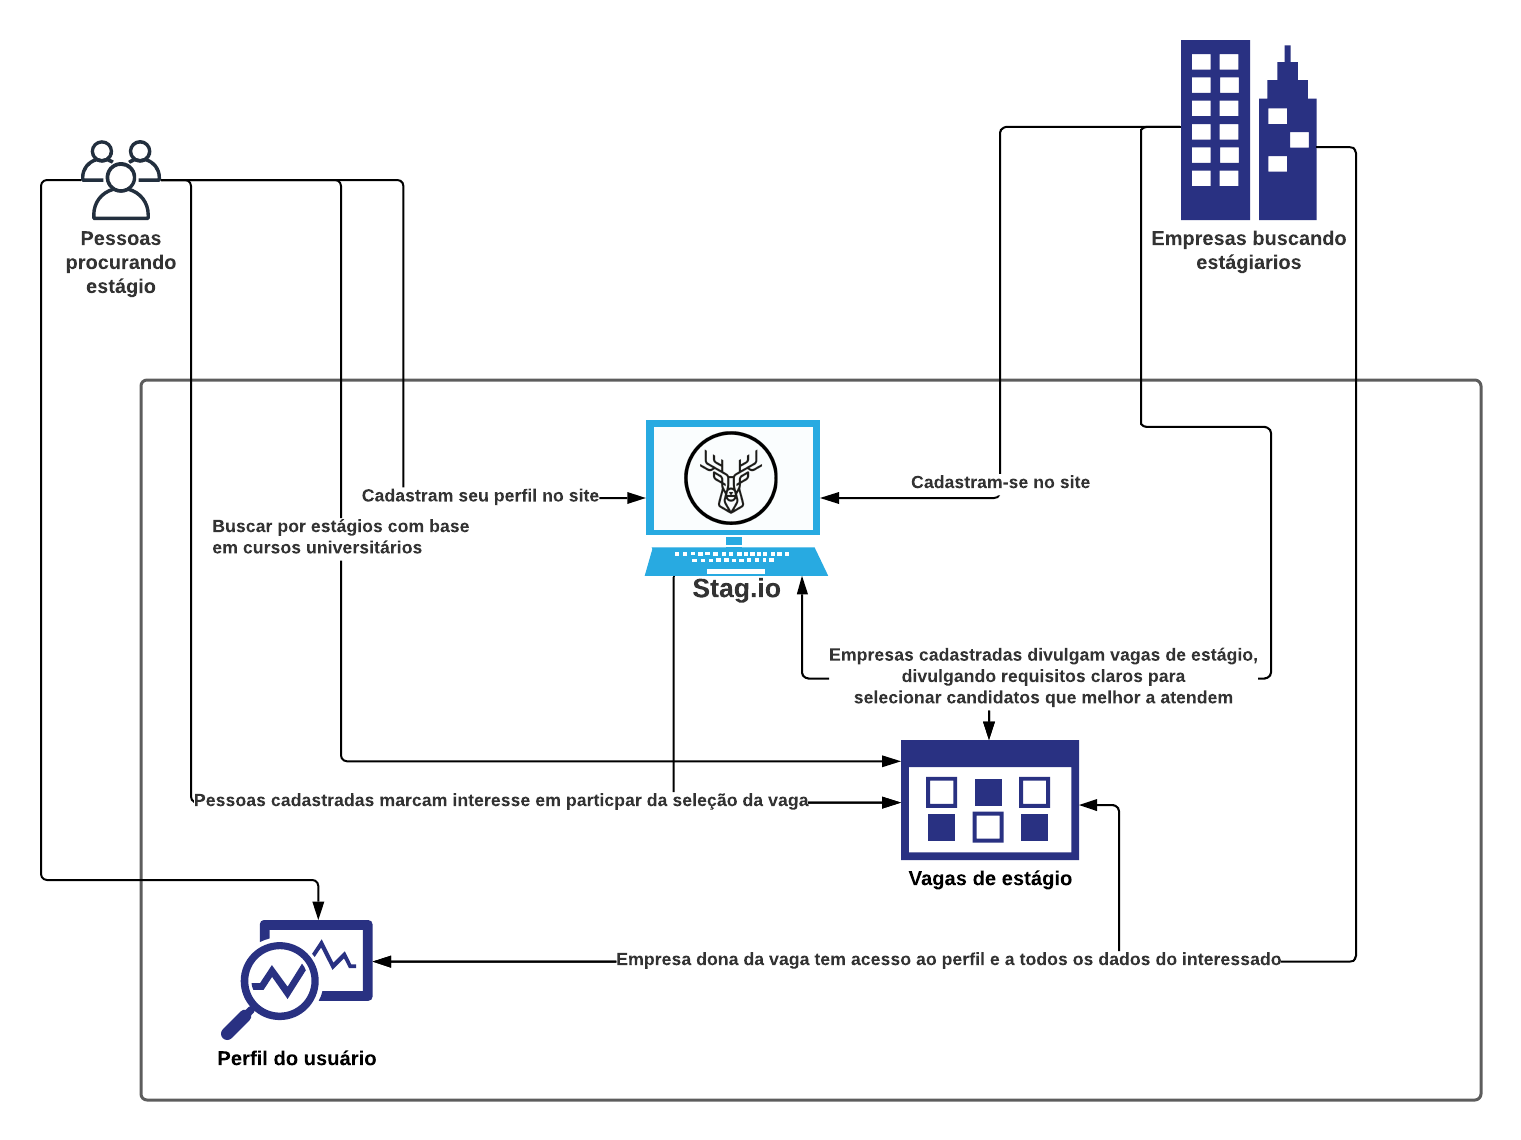 Pessoas
procurando
estágio
Empresas buscando
estágiarios
Cadastram seu perfil no site
Cadastram-se no site
Buscar por estágios com base
em cursos universitários
Stag.io
Empresas cadastradas divulgam vagas de estágio,
divulgando requisitos claros para
selecionar candidatos que melhor a atendem
Pessoas cadastradas marcam interesse em particpar da seleção da vaga
Vagas de estágio
Empresa dona da vaga tem acesso ao perfil e a todos os dados do interessado
Perfil do usuário